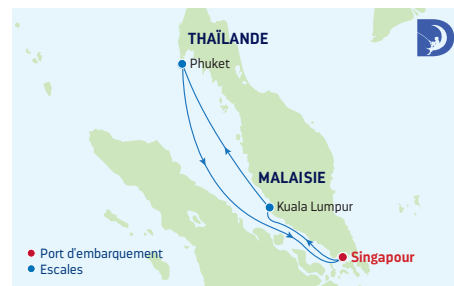 THAÏLANDE
Phuket
MALAISIE
Kuala Lumpur
Singapour
Port d'embarquement
Escales